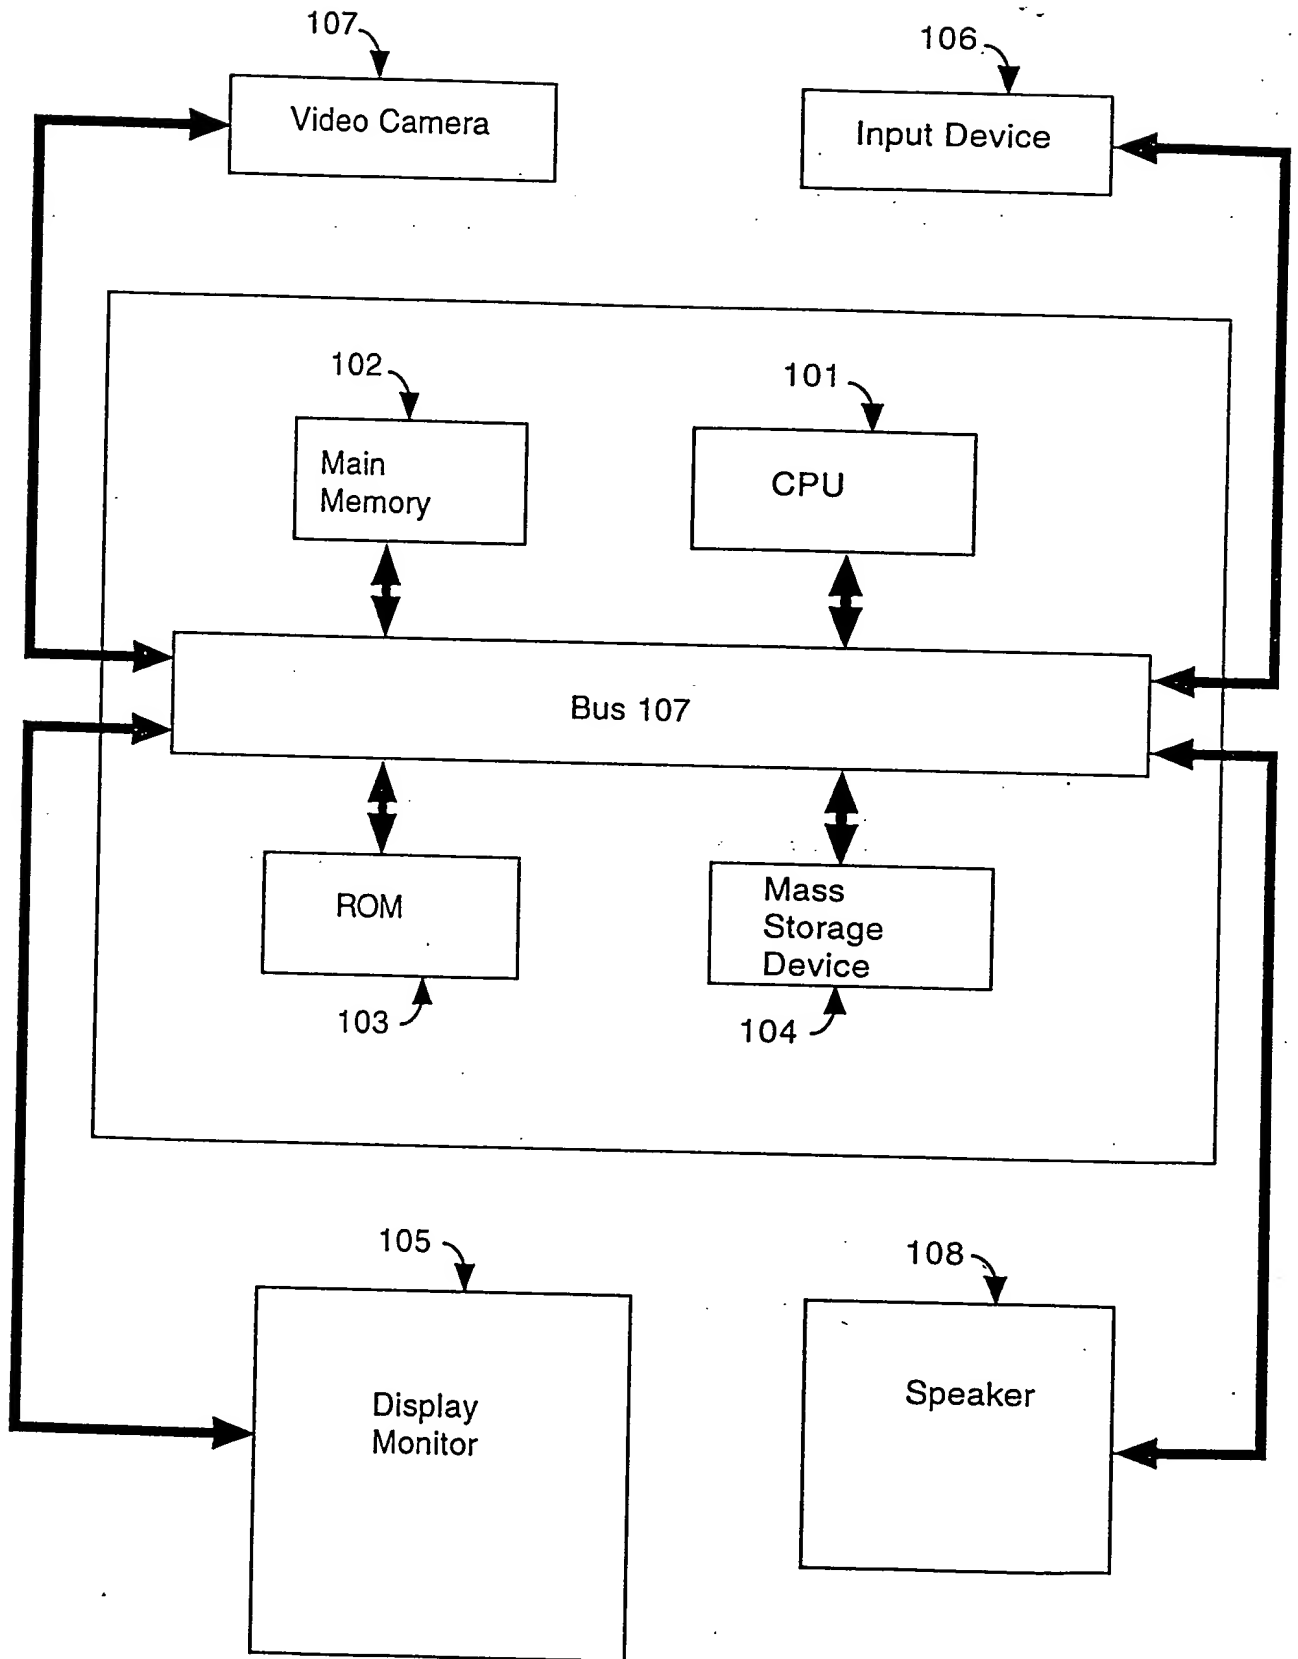 107
Video Camera
106
Input Device
102
Main
Memory
101
CPU
Bus 107
ROM
103
Mass
Storage
Device
104
105
Display
Monitor
108
Speaker